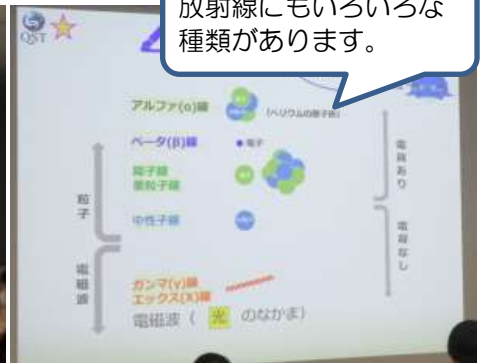 放射線にもいろいろな
種類があります。
QST
アルファ(α)線
(ヘリウムの原子核)
ベータ(β)線
電子
陽子線
重粒子線
中性子線
ガンマ(γ)線
エックス(X)線
電磁波 ( 光 のなかま)
粒子
電磁波
電荷あり
電荷なし